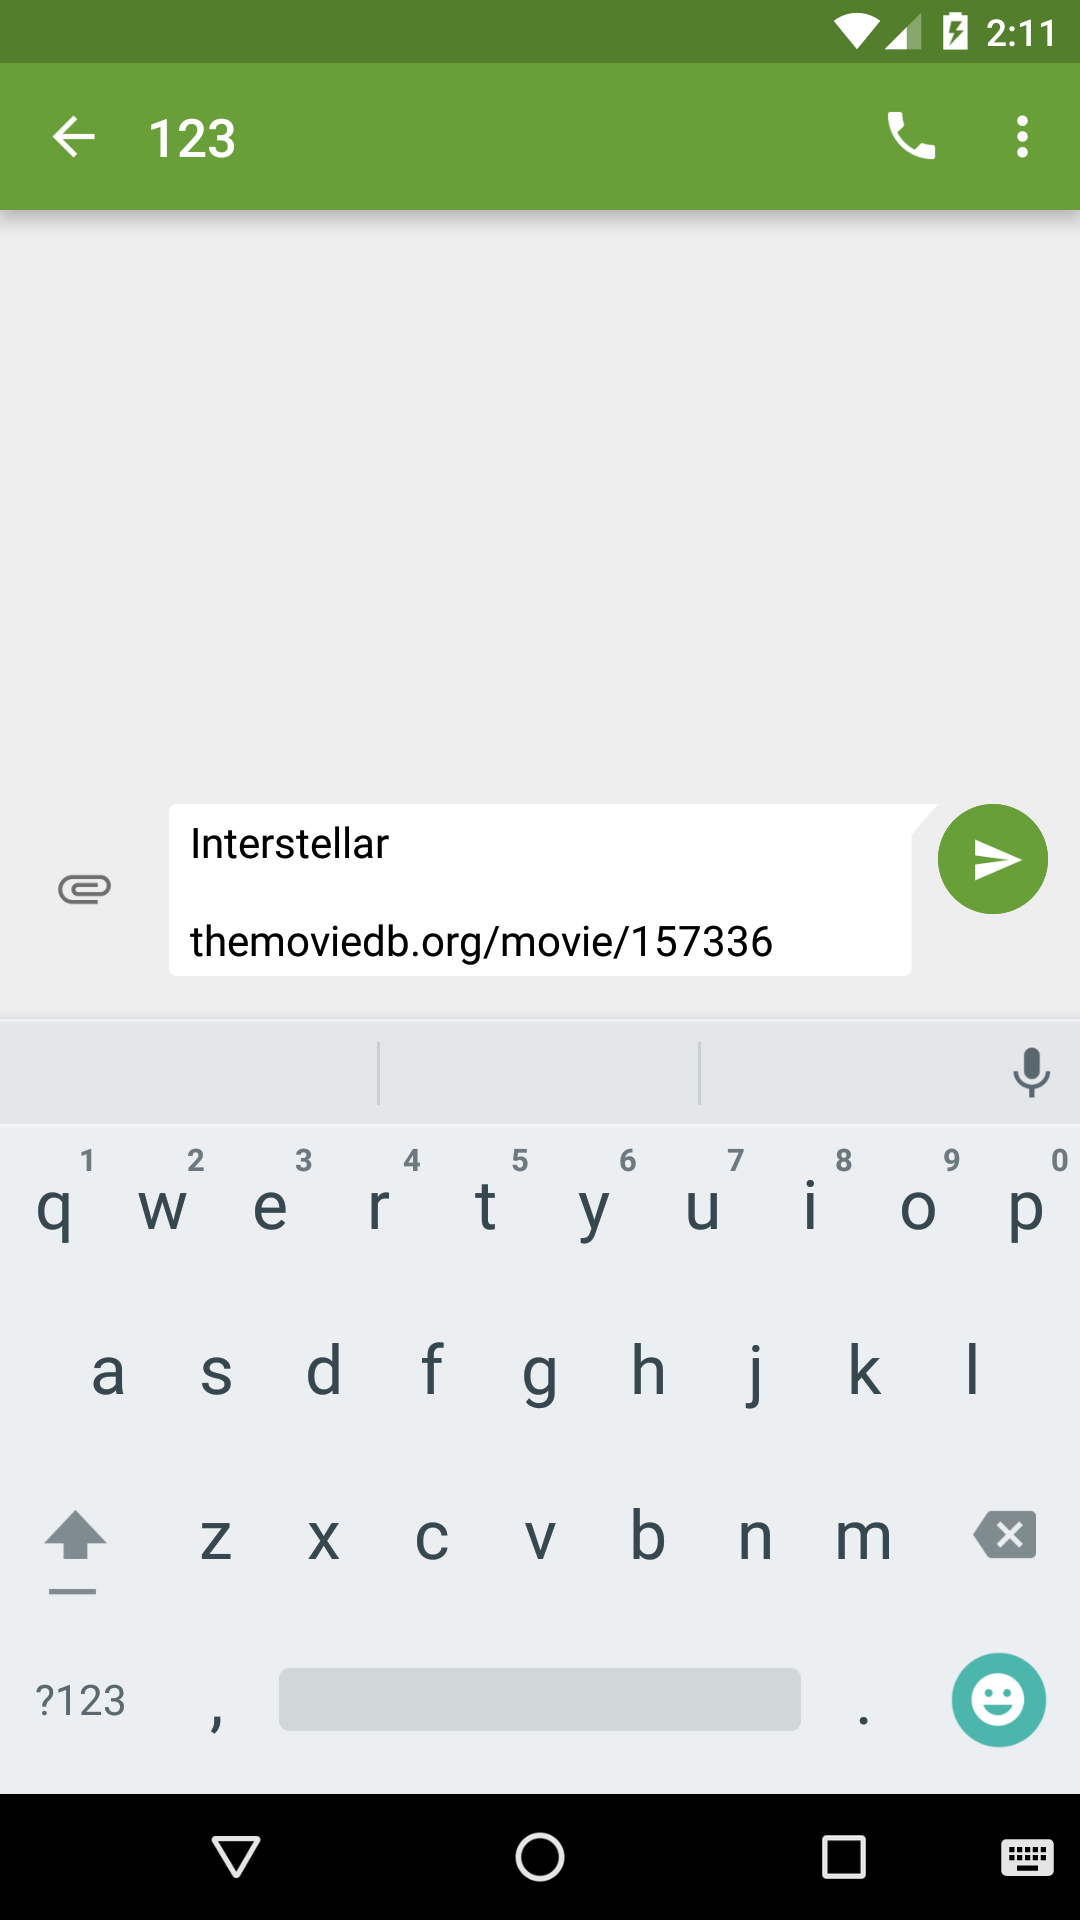 2:11
123
Interstellar
themoviedb.org/movie/157336
1 2 3 4 5 6 7 8 9 0
q w e r t y u i o p
a s d f g h j k l
z x c v b n m
?123 , .